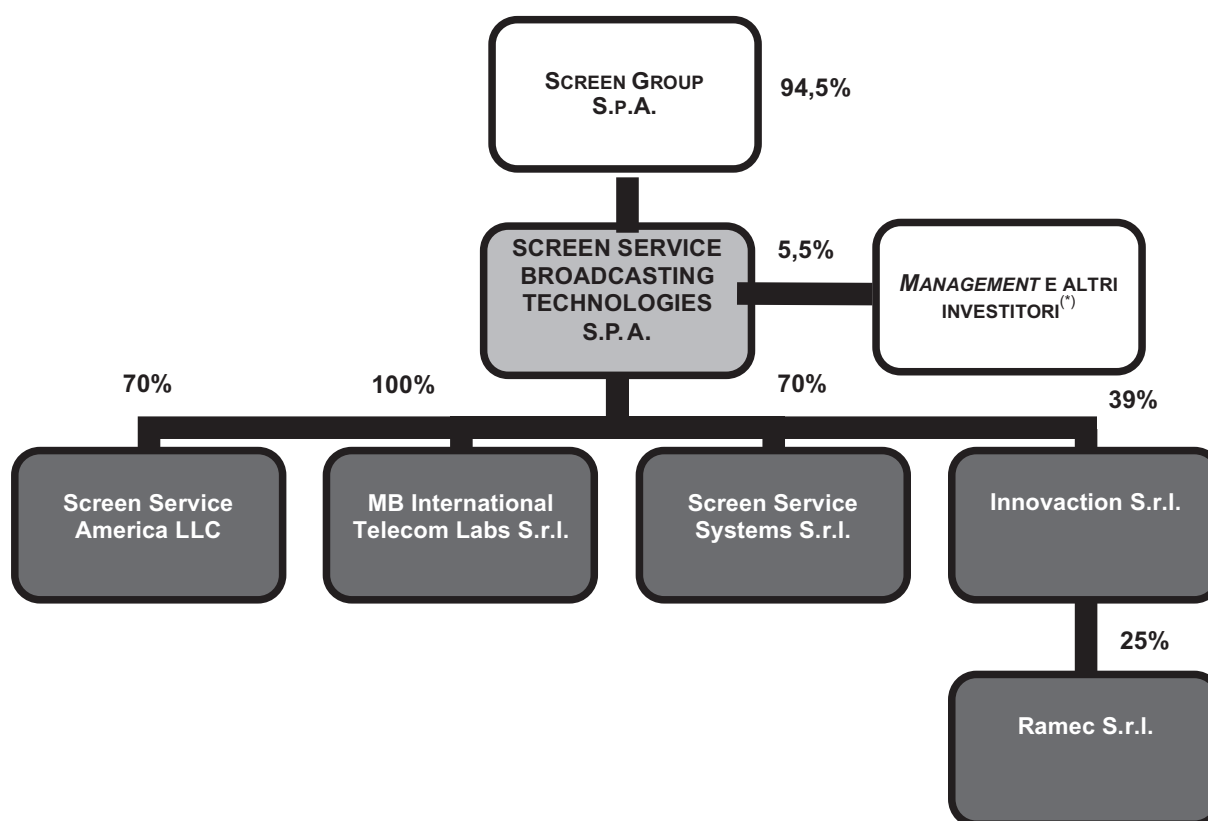 SCREEN GROUP
S.P.A.
94,5%
SCREEN SERVICE
BROADCASTING
TECHNOLOGIES
S.P.A.
5,5%
MANAGEMENT E ALTRI
INVESTITORI(*)
70%
100%
70%
39%
Screen Service
America LLC
MB International
Telecom Labs S.r.l.
Screen Service
Systems S.r.l.
Innovaction S.r.l.
25%
Ramec S.r.l.